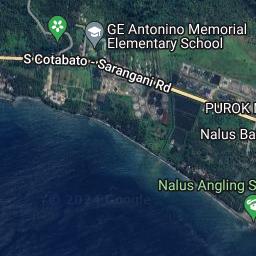 GE Antonino Memorial
Elementary School
S Cotabato - Sarangani Rd
PUROK
Nalus Ba
Nalus Angling S
© 2024 Google